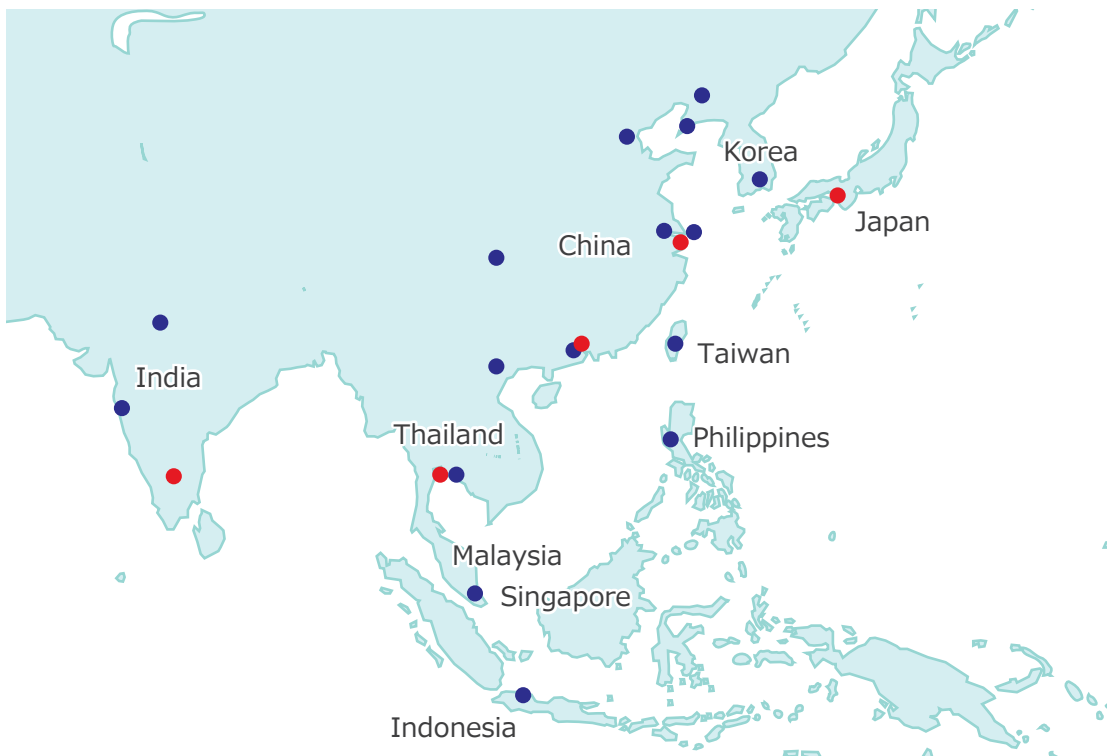 Korea
Japan
China
Taiwan
India
Thailand
Philippines
Malaysia
Singapore
Indonesia